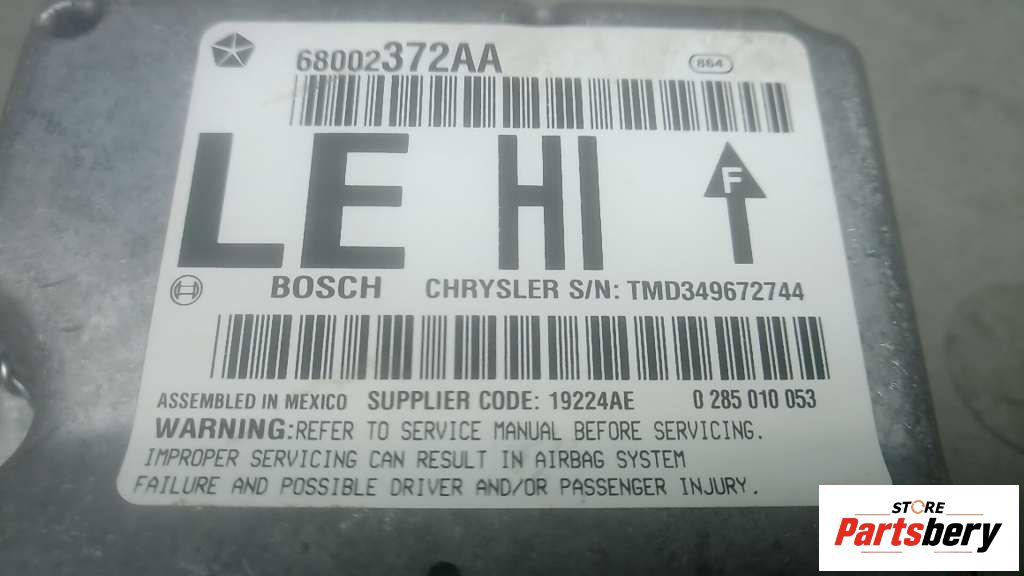 68002372AA
864
LE HI
F
BOSCH CHRYSLER S/N: TMD349672744
ASSEMBLED IN MEXICO SUPPLIER CODE: 19224AE 0 285 010 053
WARNING:REFER TO SERVICE MANUAL BEFORE SERVICING.
IMPROPER SERVICING CAN RESULT IN AIRBAG SYSTEM
FAILURE AND POSSIBLE DRIVER AND/OR PASSENGER INJURY.
STORE
Partsbery